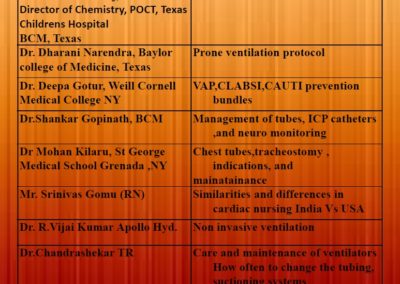 Director of Chemistry, POCT, Texas
Childrens Hospital
BCM, Texas
Dr. Dharani Narendra, Baylor
college of Medicine, Texas
Prone ventilation protocol
Dr. Deepa Gotur, Weill Cornell
Medical College NY
VAP,CLABSI,CAUTI prevention
bundles
Dr.Shankar Gopinath, BCM
Management of tubes, ICP catheters
,and neuro monitoring
Dr Mohan Kilaru, St George
Medical School Grenada ,NY
Chest tubes,tracheostomy ,
indications, and
mainatainance
Mr. Srinivas Gomu (RN)
Similarities and differences in
cardiac nursing India Vs USA
Dr. R.Vijai Kumar Apollo Hyd.
Non invasive ventilation
Dr.Chandrashekar TR
Care and maintenance of ventilators
How often to change the tubing,
suctioning systems